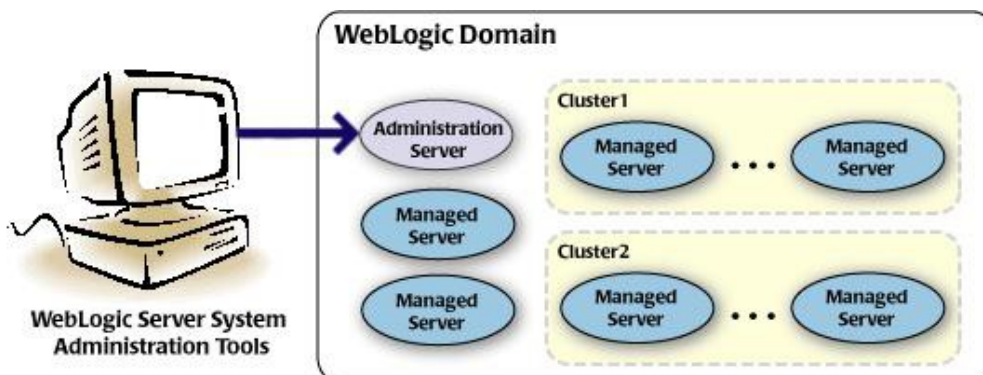 WebLogic Domain
Administration
Server
Managed
Server
Managed
Server
Cluster1
Managed
Server
...
Managed
Server
Cluster2
Managed
Server
...
Managed
Server
WebLogic Server System
Administration Tools